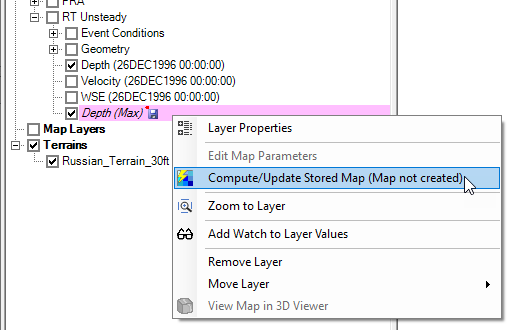 RT Unsteady
Event Conditions
Geometry
Depth (26DEC1996 00:00:00)
Velocity (26DEC1996 00:00:00)
WSE (26DEC1996 00:00:00)
Depth (Max)
Map Layers
Terrains
Russian_Terrain_30ft
Layer Properties
Edit Map Parameters
Compute/Update Stored Map (Map not created)
Zoom to Layer
Add Watch to Layer Values
Remove Layer
Move Layer
View Map in 3D Viewer